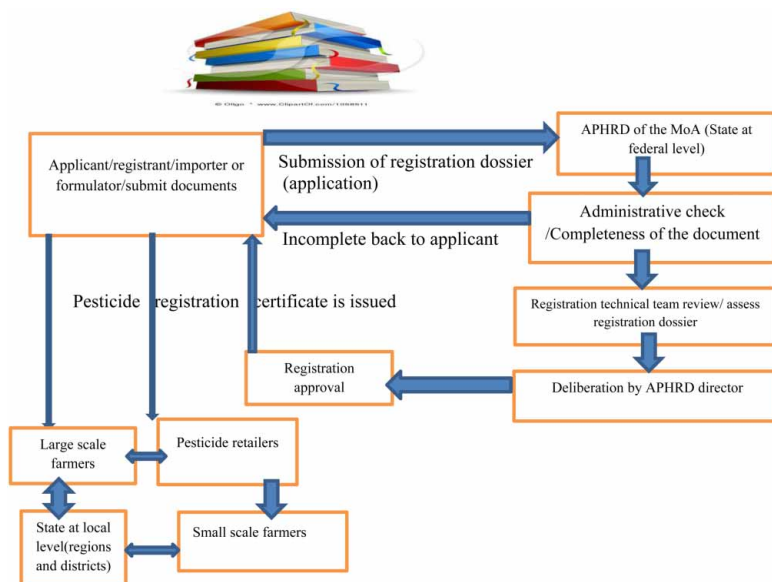 © Oligo * www.ClipartOf.com/1058611
APHRD of the MoA (State at
federal level)
Applicant/registrant/importer or
formulator/submit documents
Submission of registration dossier
(application)
Administrative check
/Completeness of the document
Incomplete back to applicant
Registration technical team review/ assess
registration dossier
Pesticide registration certificate is issued
Registration
approval
Deliberation by APHRD director
Large scale
farmers
Pesticide retailers
State at local
level(regions
and districts)
Small scale farmers